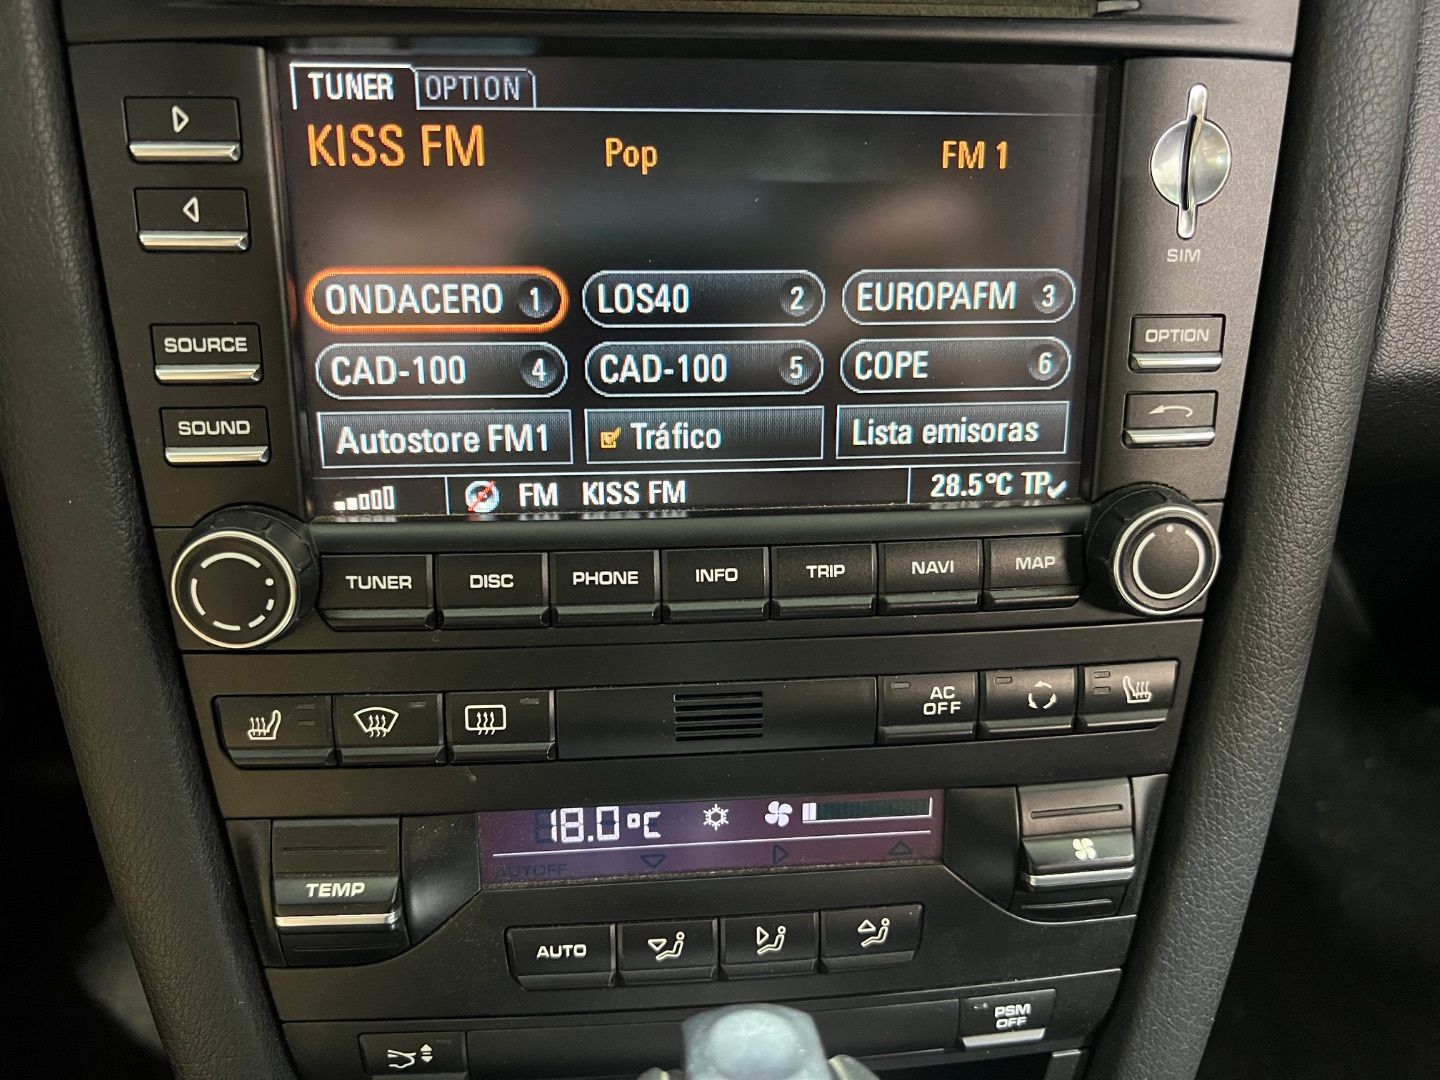 TUNER OPTION
KISS FM Pop FM 1
ONDACERO 1 LOS40 2 EUROPAFM 3
CAD-100 4 CAD-100 5 COPE 6
Autostore FM1 Tráfico Lista emisoras
FM KISS FM 28.5°C TP
SIM
SOURCE
OPTION
SOUND
TUNER DISC PHONE INFO TRIP NAVI MAP
AC
OFF
18.0°C
AUTOFF
TEMP
AUTO
PSM
OFF